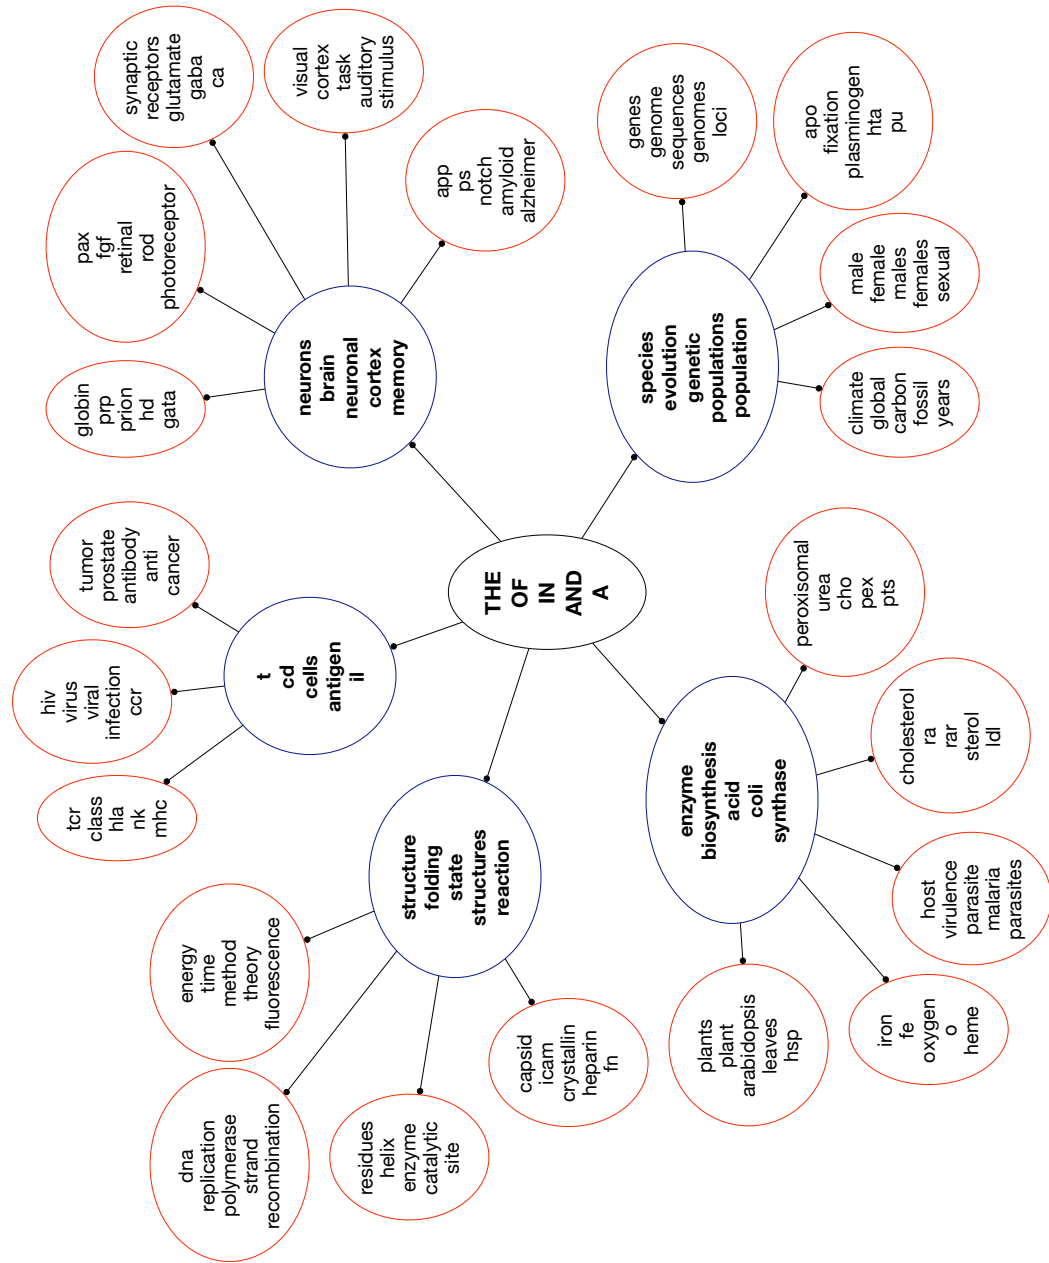 hiv
virus
viral
infection
ccr
tcr
class
hla
nk
mhc
globin
prp
prion
hd
gata
pax
fgf
retinal
rod
photoreceptor
tumor
prostate
antibody
anti
cancer
synaptic
receptors
glutamate
gaba
ca
dna
replication
polymerase
strand
recombination
energy
time
method
theory
fluorescence
t
cd
cells
antigen
il
neurons
brain
neuronal
cortex
memory
visual
cortex
task
auditory
stimulus
residues
helix
enzyme
catalytic
site
structure
folding
state
structures
reaction
app
ps
notch
amyloid
alzheimer
THE
OF
IN
AND
A
capsid
icam
crystallin
heparin
fn
genes
genome
sequences
genomes
loci
species
evolution
genetic
populations
population
enzyme
biosynthesis
acid
coli
synthase
plants
plant
arabidopsis
leaves
hsp
peroxisomal
urea
cho
pex
pts
apo
fixation
plasminogen
hta
pu
iron
fe
oxygen
o
heme
cholesterol
ra
rar
sterol
ldl
climate
global
carbon
fossil
years
male
female
males
females
sexual
host
virulence
parasite
malaria
parasites